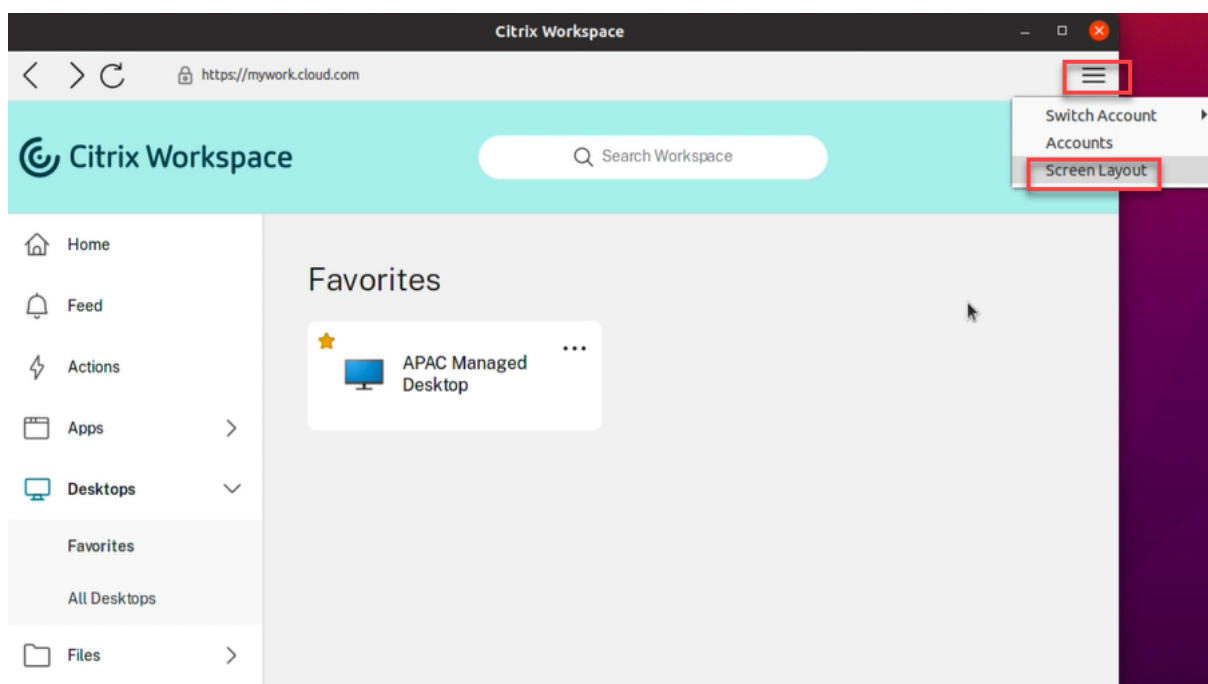 Citrix Workspace
https://mywork.cloud.com
Switch Account
Accounts
Screen Layout
Citrix Workspace
Search Workspace
Home
Feed
Actions
Apps
Desktops
Favorites
All Desktops
Files
Favorites
APAC Managed
Desktop